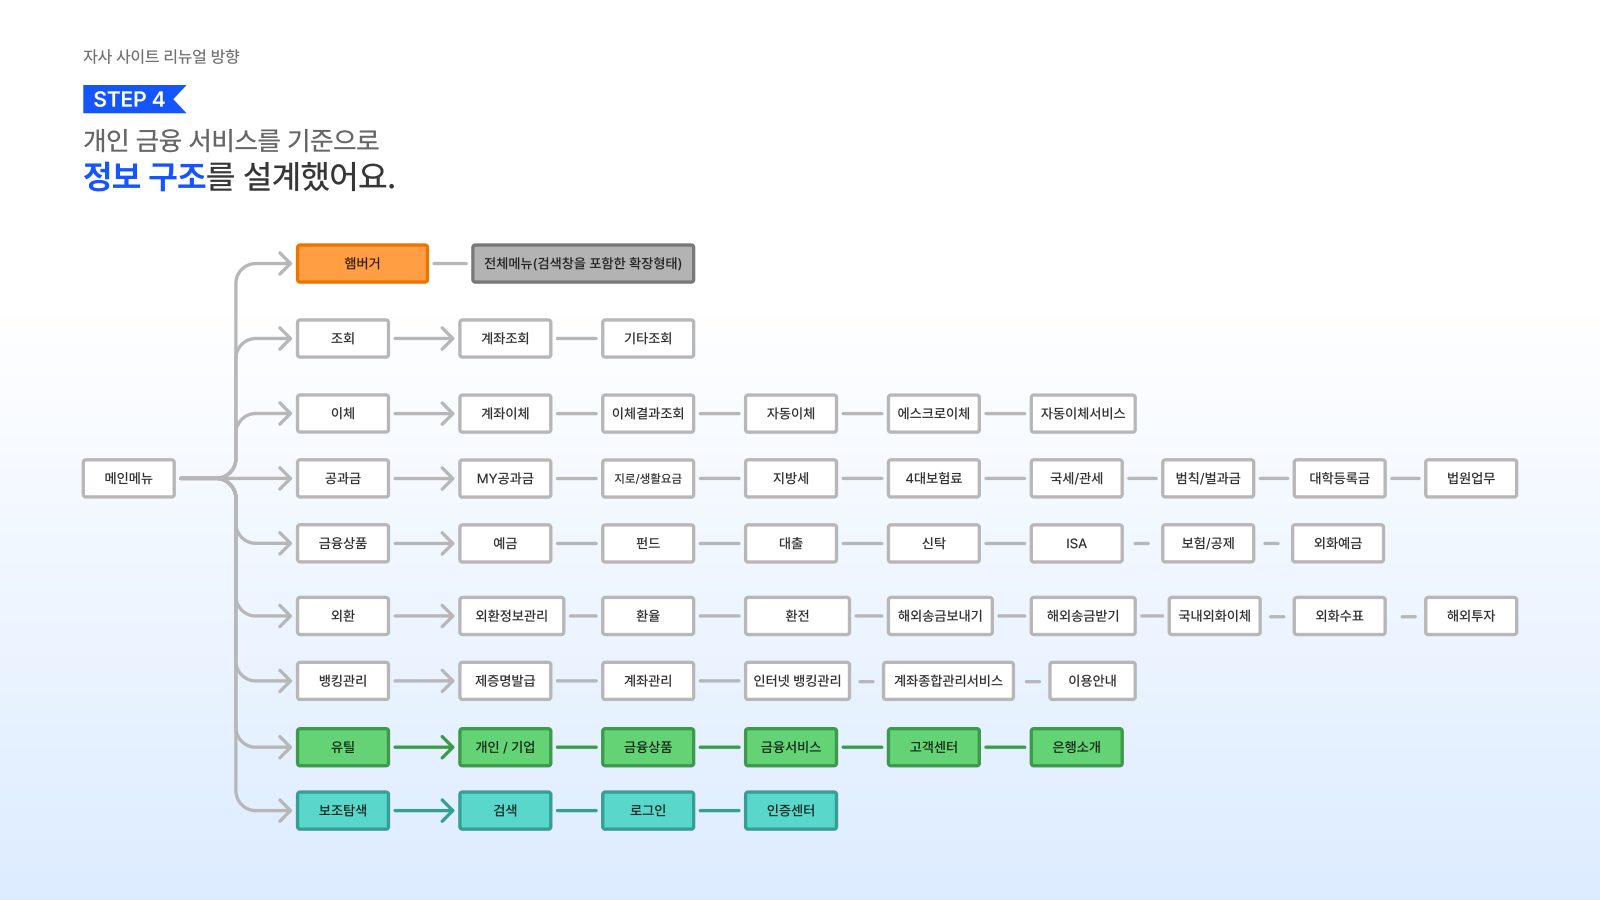 자사 사이트 리뉴얼 방향
STEP 4
개인 금융 서비스를 기준으로
정보 구조를 설계했어요.
햄버거 전체메뉴(검색창을 포함한 확장형태)
조회 계좌조회 기타조회
이체 계좌이체 이체결과조회 자동이체 에스크로이체 자동이체서비스
메인메뉴 공과금 MY공과금 지로/생활요금 지방세 4대보험료 국세/관세 범칙/벌과금 대학등록금 법원업무
금융상품 예금 펀드 대출 신탁 ISA 보험/공제 외화예금
외환 외환정보관리 환율 환전 해외송금보내기 해외송금받기 국내외화이체 외화수표 해외투자
뱅킹관리 제증명발급 계좌관리 인터넷 뱅킹관리 계좌종합관리서비스 이용안내
유틸 개인 / 기업 금융상품 금융서비스 고객센터 은행소개
보조탐색 검색 로그인 인증센터